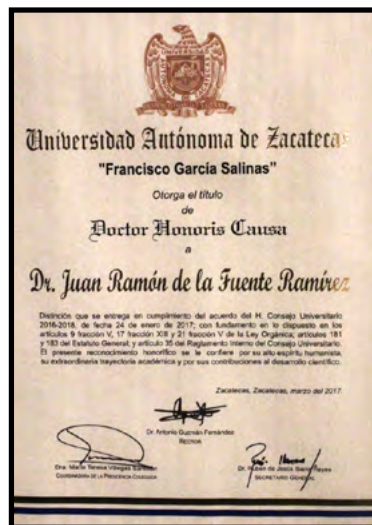 Universidad Autónoma de Zacatecas
"Francisco García Salinas"
Otorga el título
de
Doctor Honoris Causa
a
Dr. Juan Ramón de la Fuente Ramírez
Distinción que se entrega en cumplimiento del acuerdo del H. Consejo Universitario
2016-2018, de fecha 24 de enero de 2017; con fundamento en lo dispuesto en los
artículos 9 fracción V, 17 fracción XIII y 21 fracción V de la Ley Orgánica; artículos 181
y 183 del Estatuto General; y artículo 35 del Reglamento Interno del Consejo Universitario.
El presente reconocimiento honorífico se le confiere por su alto espíritu humanista,
su extraordinaria trayectoria académica y por sus contribuciones al desarrollo científico.
Zacatecas, Zacatecas, marzo del 2017.
Dr. Antonio Guzmán Fernández
RECTOR
Dra. María Teresa Villegas
COORDINADORA DE LA PRESIDENCIA COLEGIADA
Dr. Rubén de Jesús Ibarra Reyes
SECRETARIO GENERAL